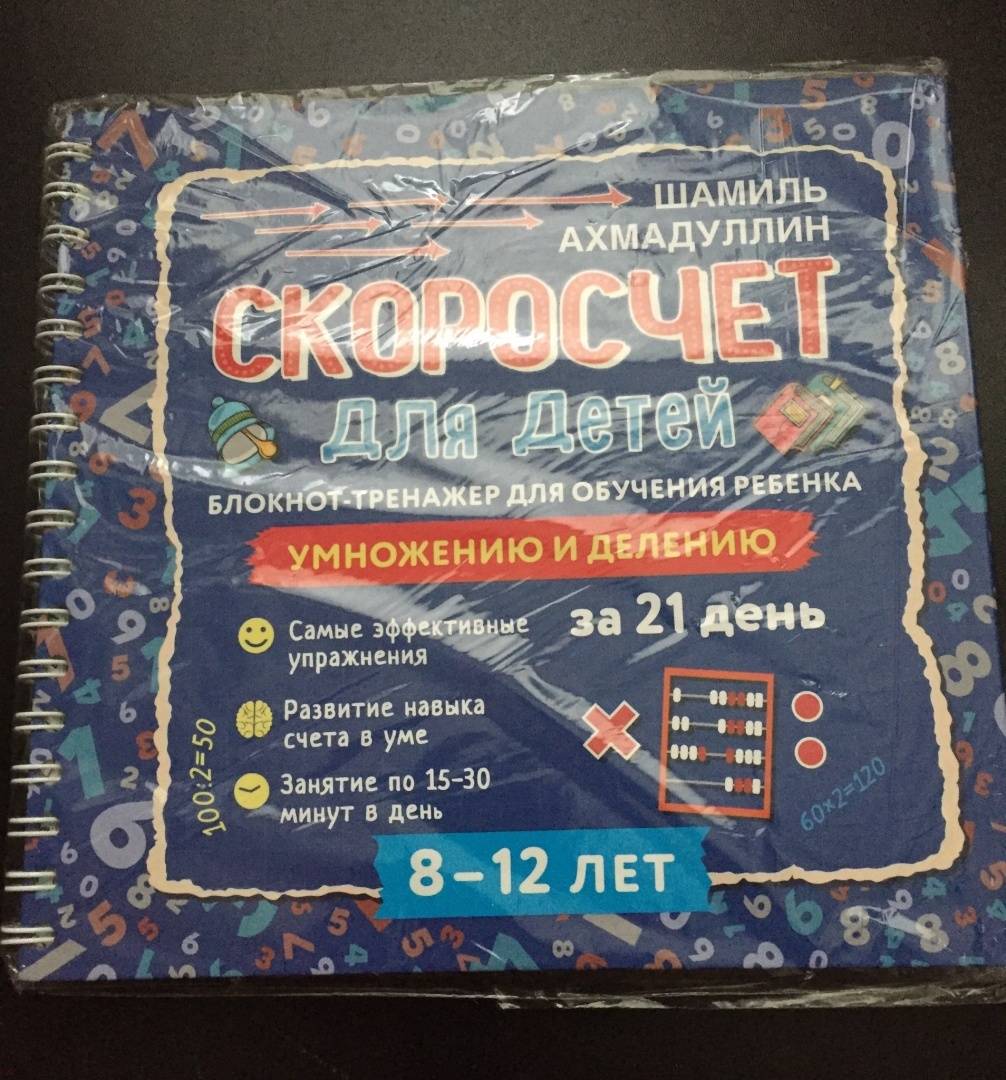 ШАМИЛЬ
АХМАДУЛЛИН
СКОРОСЧЕТ
для детей
БЛОКНОТ-ТРЕНАЖЕР ДЛЯ ОБУЧЕНИЯ РЕБЕНКА
УМНОЖЕНИЮ И ДЕЛЕНИЮ
за 21 день
Самые эффективные
упражнения
Развитие навыка
счета в уме
Занятие по 15-30
минут в день
100:2=50
60×2=120
8-12 ЛЕТ